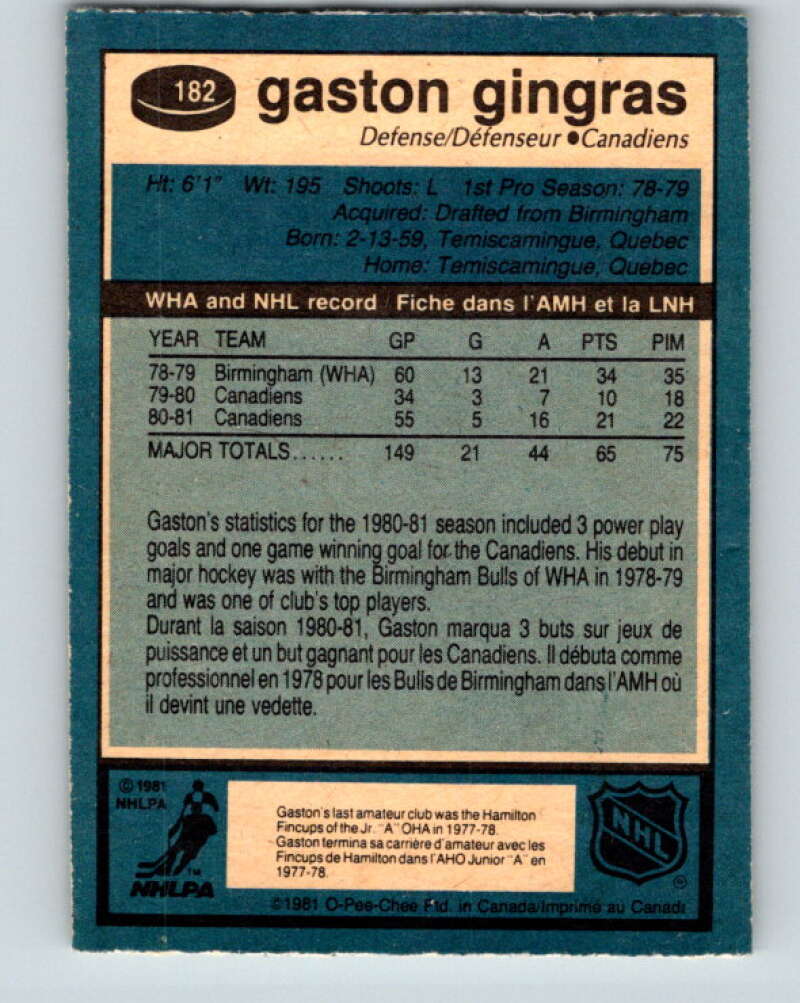 182 gaston gingras
Defense/Défenseur ●Canadiens
Ht: 6'1" Wt: 195 Shoots: L 1st Pro Season: 78-79
Acquired: Drafted from Birmingham
Born: 2-13-59, Temiscamingue, Quebec
Home: Temiscamingue, Quebec
WHA and NHL record / Fiche dans l'AMH et la LNH
YEAR TEAM GP G A PTS PIM
78-79 Birmingham (WHA) 60 13 21 34 35
79-80 Canadiens 34 3 7 10 18
80-81 Canadiens 55 5 16 21 22
MAJOR TOTALS...... 149 21 44 65 75
Gaston's statistics for the 1980-81 season included 3 power play
goals and one game winning goal for the Canadiens. His debut in
major hockey was with the Birmingham Bulls of WHA in 1978-79
and was one of club's top players.
Durant la saison 1980-81, Gaston marqua 3 buts sur jeux de
puissance et un but gagnant pour les Canadiens. Il débuta comme
professionnel en 1978 pour les Bulls de Birmingham dans l'AMH où
il devint une vedette.
© 1981
NHLPA
TM
NHLPA
Gaston's last amateur club was the Hamilton
Fincups of the Jr. "A" OHA in 1977-78.
Gaston termina sa carrière d'amateur avec les
Fincups de Hamilton dans l'AHO Junior "A" en
1977-78.
NHL
®
©1981 O-Pee-Chee Ltd. in Canada/Imprimé au Canada